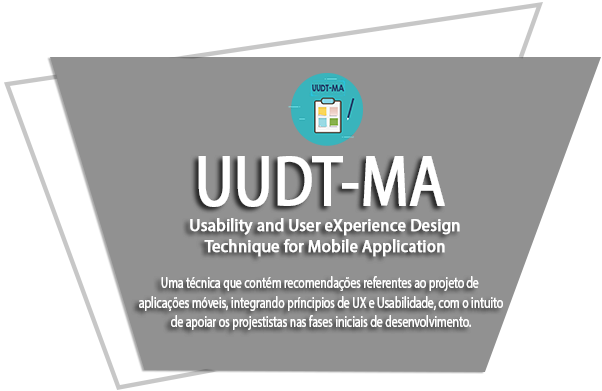 UUDT-MA
UUDT-MA
Usability and User eXperience Design
Technique for Mobile Application
Uma técnica que contém recomendações referentes ao projeto de
aplicações móveis, integrando príncipios de UX e Usabilidade, com o intuito
de apoiar os projestistas nas fases iniciais de desenvolvimento.